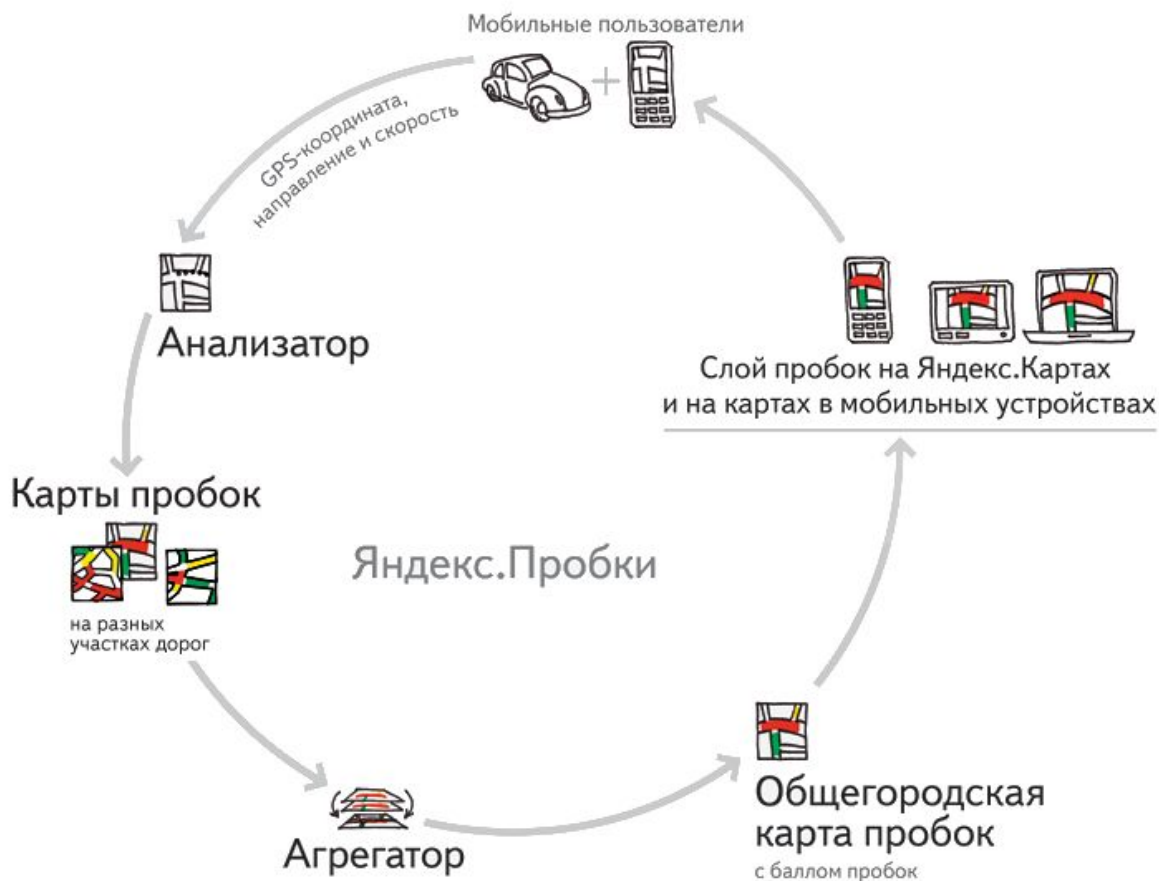 Мобильные пользователи
GPS-координата,
направление и скорость
Анализатор
Слой пробок на Яндекс.Картах
и на картах в мобильных устройствах
Карты пробок
на разных
участках дорог
Яндекс.Пробки
Агрегатор
Общегородская
карта пробок
с баллом пробок